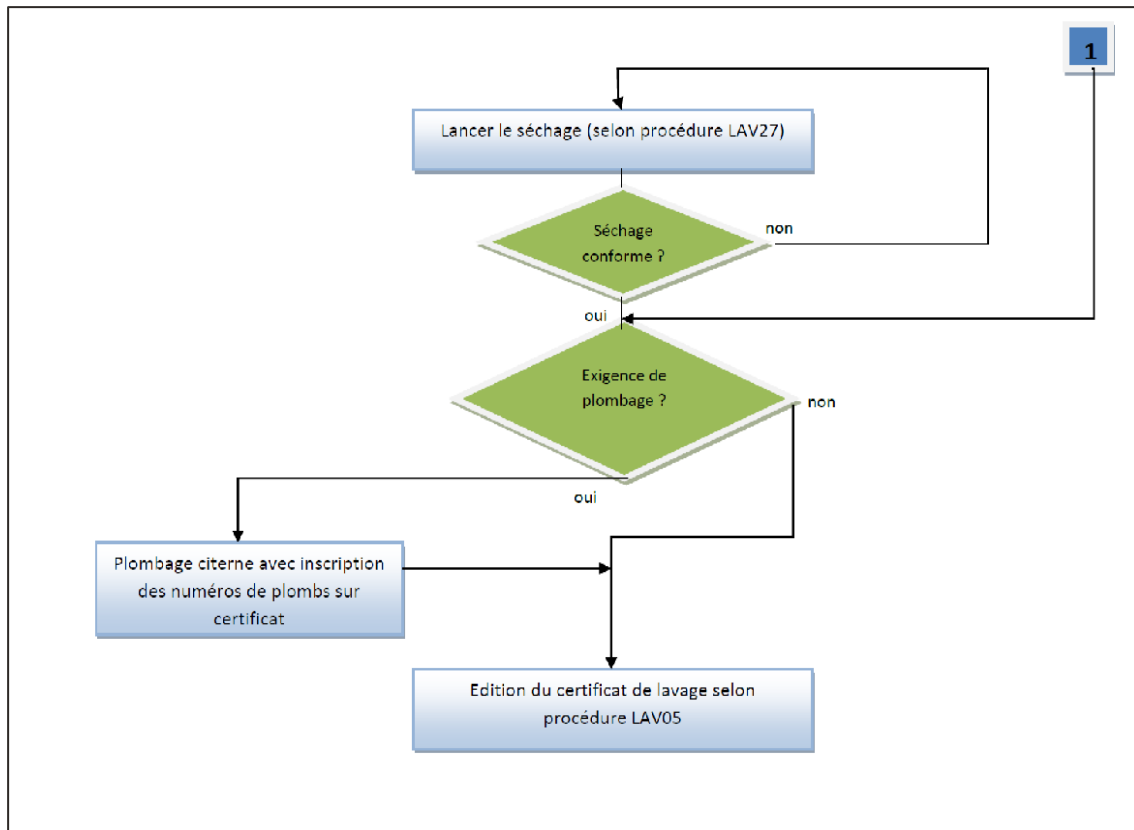 1
Lancer le séchage (selon procédure LAV27)
Séchage
conforme ?
non
oui
Exigence de
plombage ?
non
oui
Plombage citerne avec inscription
des numéros de plombs sur
certificat
Edition du certificat de lavage selon
procédure LAV05